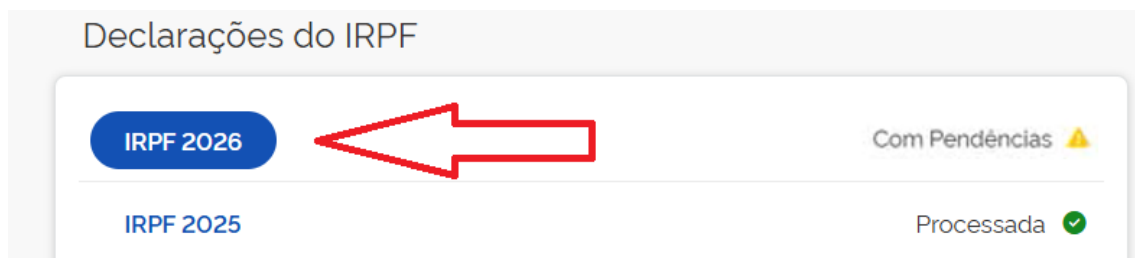 Declarações do IRPF
IRPF 2026 Com Pendências
IRPF 2025 Processada